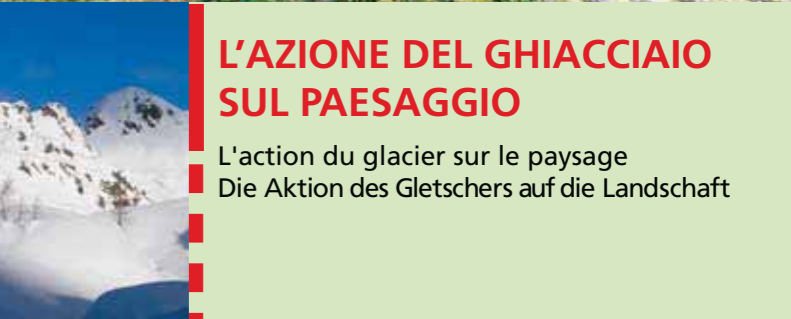 L’AZIONE DEL GHIACCIAIO
SUL PAESAGGIO
L'action du glacier sur le paysage
Die Aktion des Gletschers auf die Landschaft